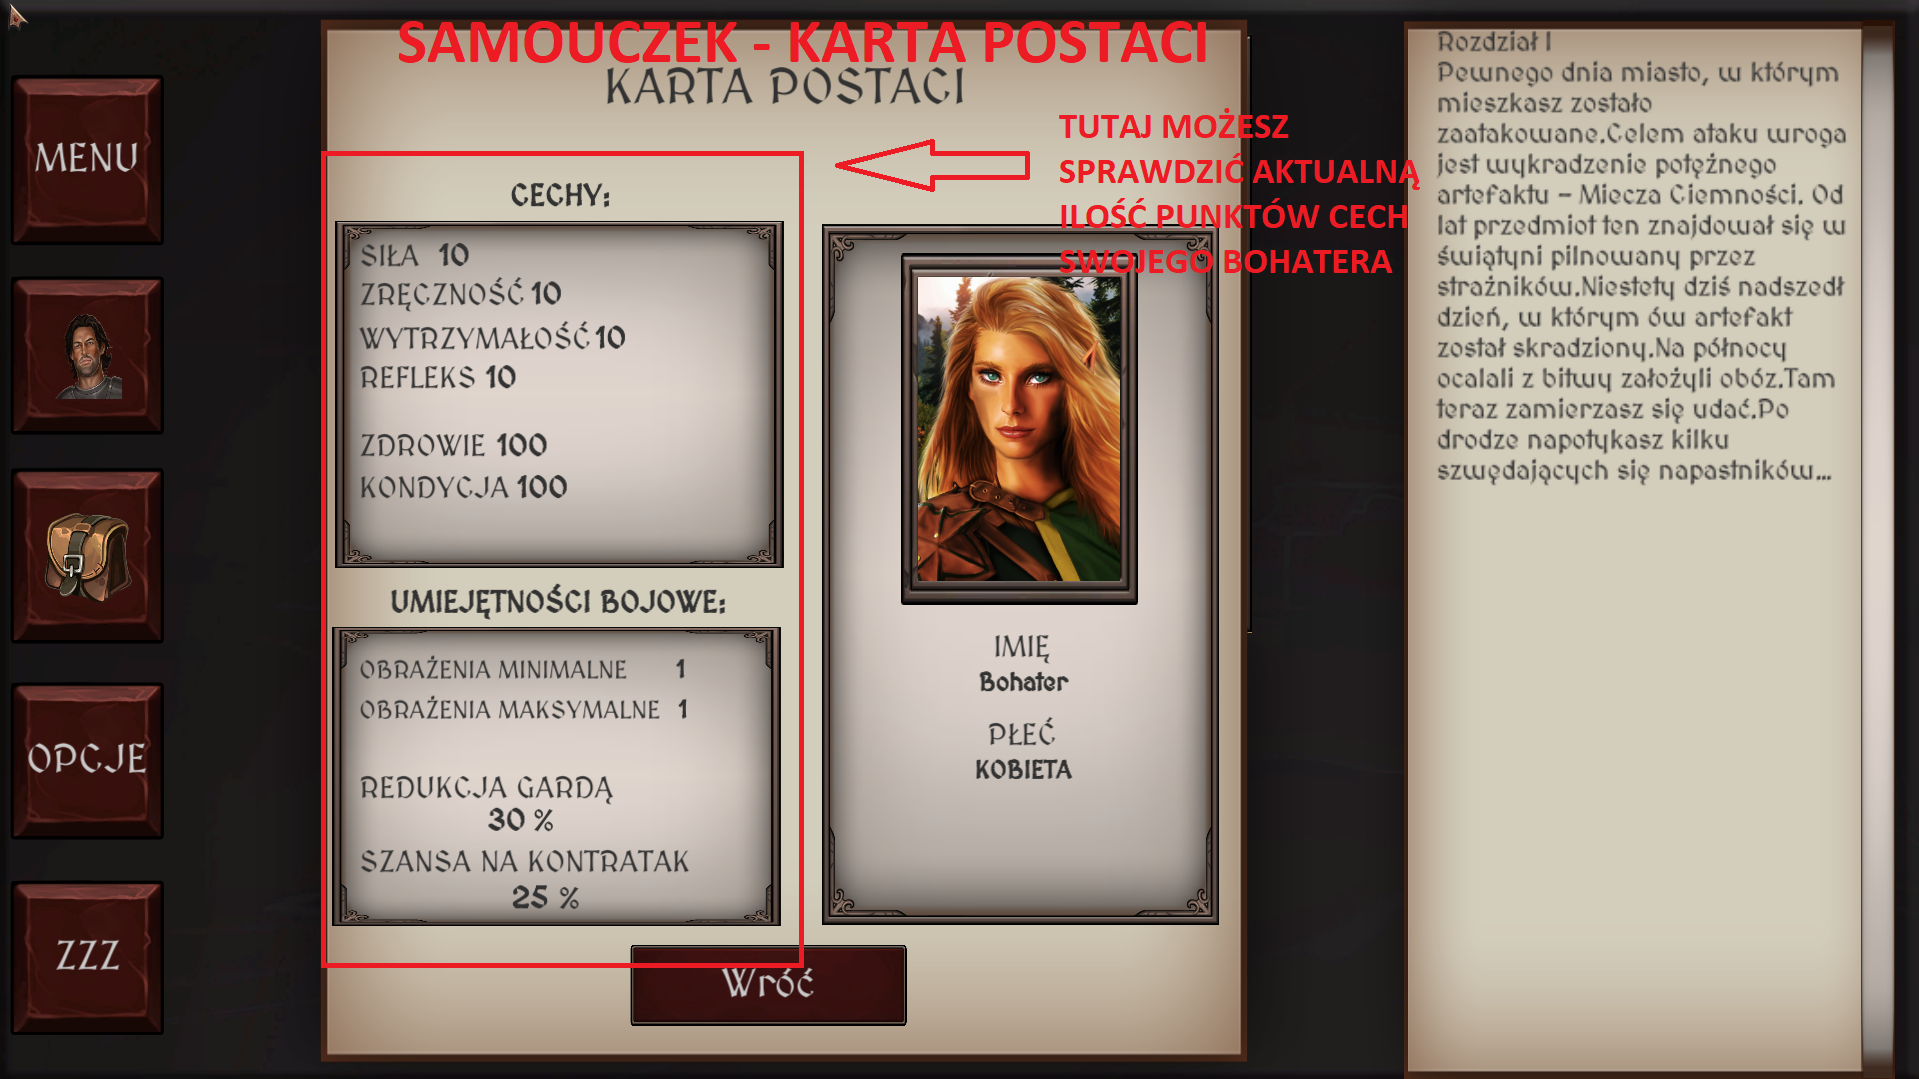 SAMOUCZEK - KARTA POSTACI
KARTA POSTACI
MENU
OPCJE
ZZZ
CECHY:
SIŁA 10
ZRĘCZNOŚĆ 10
WYTRZYMAŁOŚĆ 10
REFLEKS 10
ZDROWIE 100
KONDYCJA 100
UMIEJĘTNOŚCI BOJOWE:
OBRAŻENIA MINIMALNE 1
OBRAŻENIA MAKSYMALNE 1
REDUKCJA GARDĄ
30 %
SZANSA NA KONTRATAK
25 %
TUTAJ MOŻESZ
SPRAWDZIĆ AKTUALNĄ
ILOŚĆ PUNKTÓW CECH
SWOJEGO BOHATERA
IMIĘ
Bohater
PŁEĆ
KOBIETA
Wróć
Rozdział I
Pewnego dnia miasto, w którym
mieszkasz zostało
zaatakowane.Celem ataku wroga
jest wykradzenie potężnego
artefaktu – Miecza Ciemności. Od
lat przedmiot ten znajdował się w
świątyni pilnowany przez
strażników.Niestety dziś nadszedł
dzień, w którym ów artefakt
został skradziony.Na północy
ocalali z bitwy założyli obóz.Tam
teraz zamierzasz się udać.Po
drodze napotykasz kilku
szwędających się napastników...